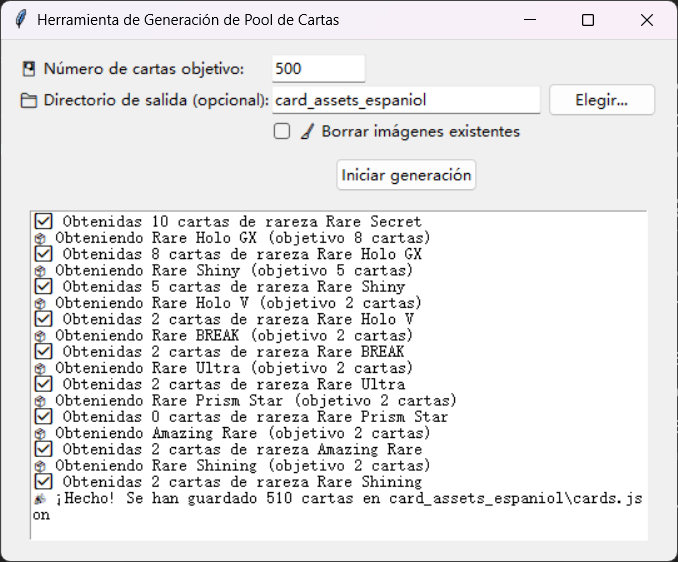 Herramienta de Generación de Pool de Cartas
Número de cartas objetivo: 500
Directorio de salida (opcional): card_assets_espaniol Elegir...
Borrar imágenes existentes
Iniciar generación
Obtenidas 10 cartas de rareza Rare Secret
Obteniendo Rare Holo GX (objetivo 8 cartas)
Obtenidas 8 cartas de rareza Rare Holo GX
Obteniendo Rare Shiny (objetivo 5 cartas)
Obtenidas 5 cartas de rareza Rare Shiny
Obteniendo Rare Holo V (objetivo 2 cartas)
Obtenidas 2 cartas de rareza Rare Holo V
Obteniendo Rare BREAK (objetivo 2 cartas)
Obtenidas 2 cartas de rareza Rare BREAK
Obteniendo Rare Ultra (objetivo 2 cartas)
Obtenidas 2 cartas de rareza Rare Ultra
Obteniendo Rare Prism Star (objetivo 2 cartas)
Obtenidas 0 cartas de rareza Rare Prism Star
Obteniendo Amazing Rare (objetivo 2 cartas)
Obtenidas 2 cartas de rareza Amazing Rare
Obteniendo Rare Shining (objetivo 2 cartas)
Obtenidas 2 cartas de rareza Rare Shining
¡Hecho! Se han guardado 510 cartas en card_assets_espaniol\cards.js
on